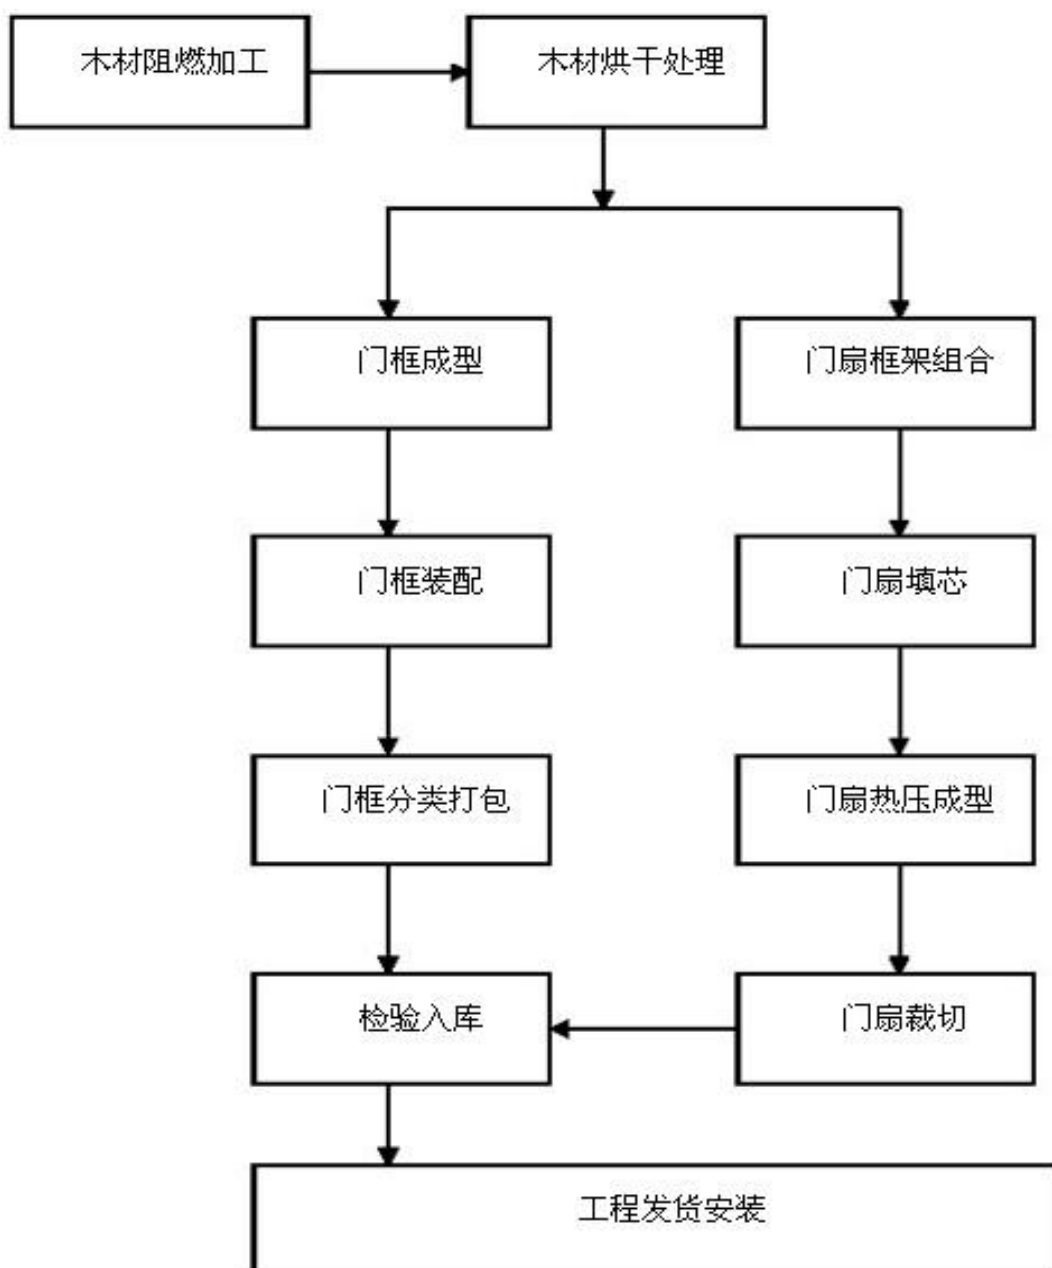 木材阻燃加工
木材烘干处理
门框成型
门扇框架组合
门框装配
门扇填芯
门框分类打包
门扇热压成型
检验入库
门扇裁切
工程发货安装